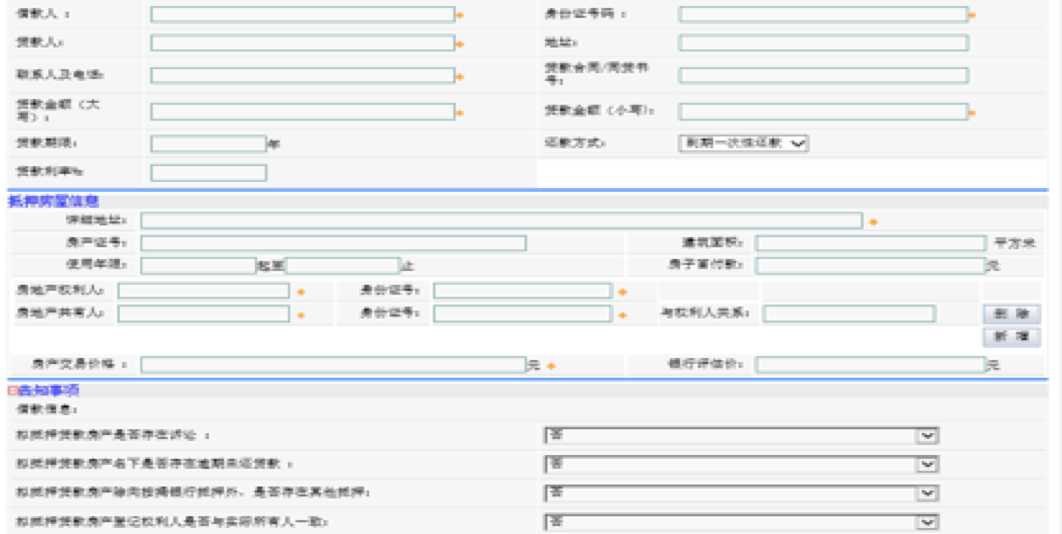 借款人： 身份证号码：
贷款人： 地址：
联系人及电话： 贷款合同/同贷书
号：
贷款金额（大
写）： 贷款金额（小写）：
贷款期限： 年 还款方式： 到期一次性还款
贷款利率%
抵押房屋信息
详细地址：
房产证号： 建筑面积： 平方米
使用年限： 起至 止 房子首付款： 元
房地产权利人： 身份证号：
房地产共有人： 身份证号： 与权利人关系： 删 除
新 增
房产交易价格： 元 银行评估价： 元
告知事项
借款信息：
拟抵押贷款房产是否存在诉讼： 否
拟抵押贷款房产名下是否存在逾期未还贷款： 否
拟抵押贷款房产除向按揭银行抵押外，是否存在其他抵押： 否
拟抵押贷款房产登记权利人是否与实际所有人一致： 否